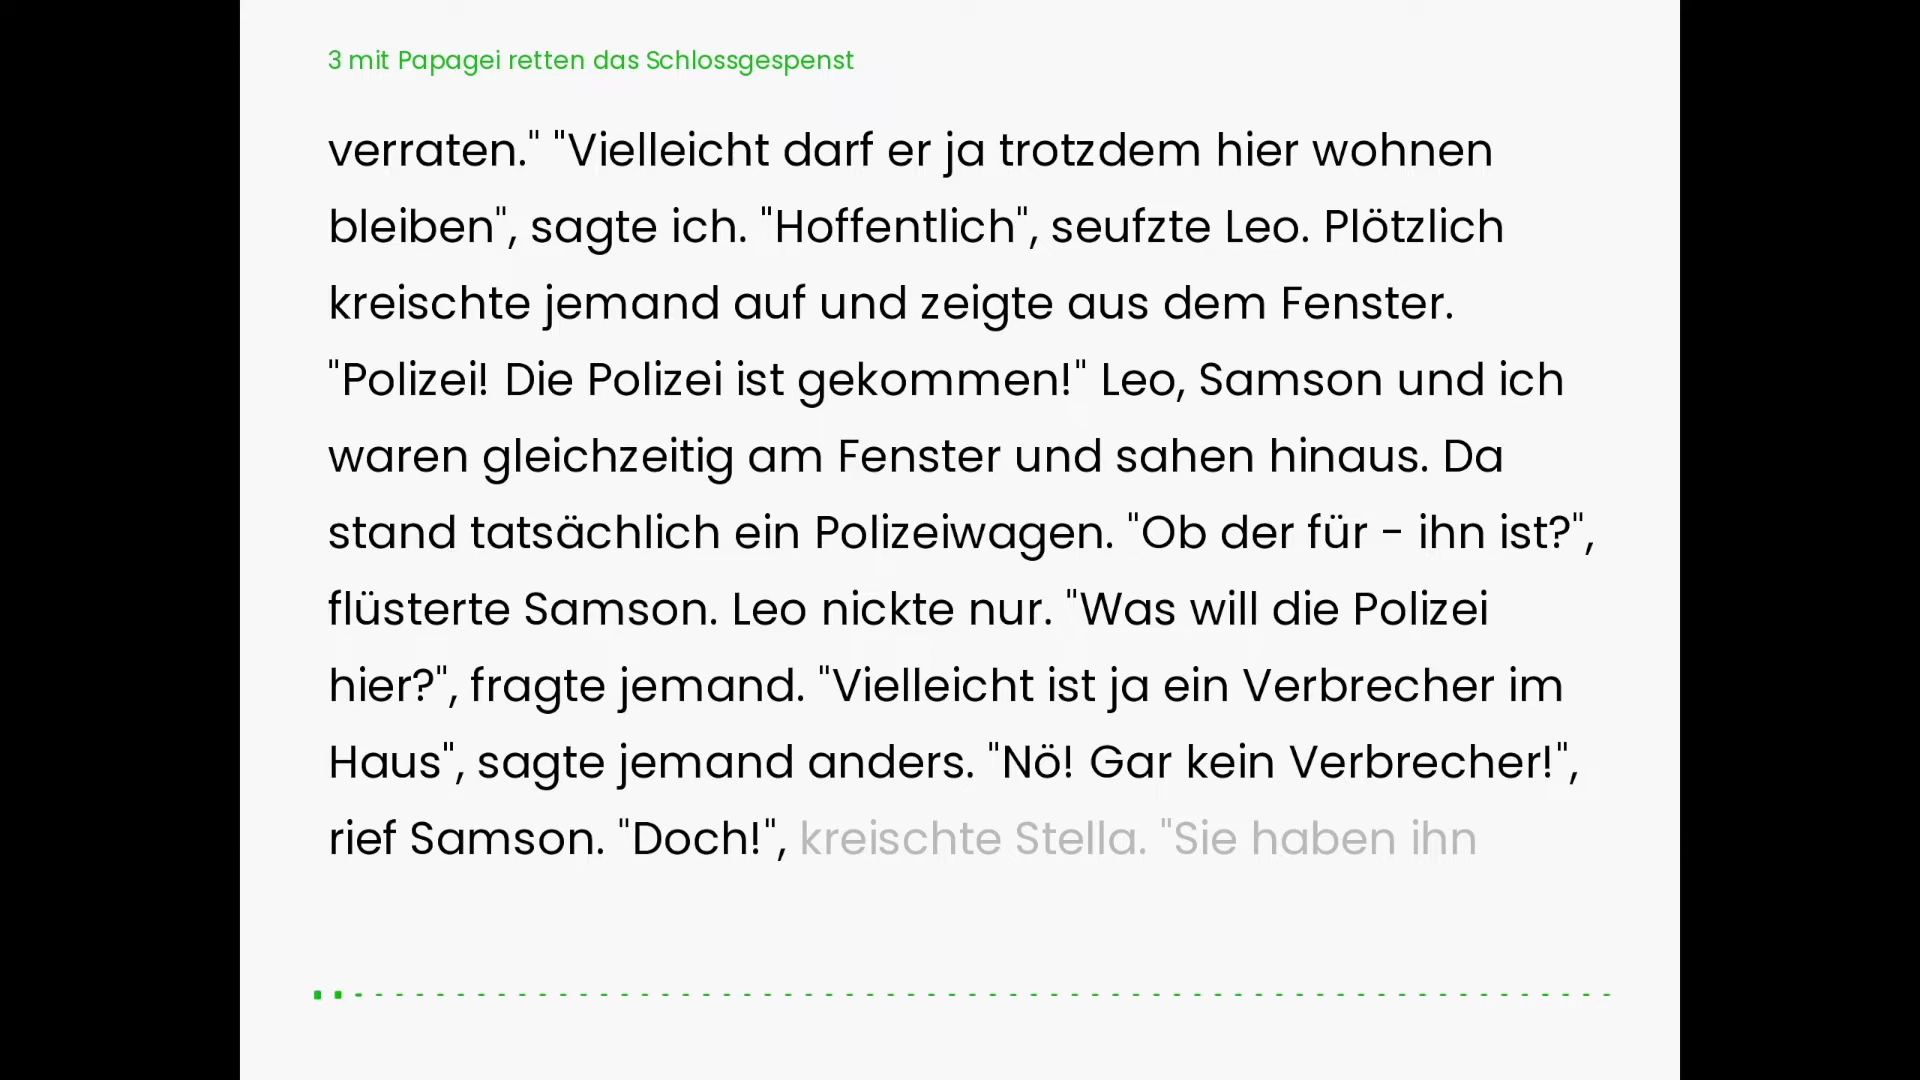 3 mit Papagei retten das Schlossgespenst
verraten." "Vielleicht darf er ja trotzdem hier wohnen
bleiben", sagte ich. "Hoffentlich", seufzte Leo. Plötzlich
kreischte jemand auf und zeigte aus dem Fenster.
"Polizei! Die Polizei ist gekommen!" Leo, Samson und ich
waren gleichzeitig am Fenster und sahen hinaus. Da
stand tatsächlich ein Polizeiwagen. "Ob der für - ihn ist?",
flüsterte Samson. Leo nickte nur. "Was will die Polizei
hier?", fragte jemand. "Vielleicht ist ja ein Verbrecher im
Haus", sagte jemand anders. "Nö! Gar kein Verbrecher!",
rief Samson. "Doch!", kreischte Stella. "Sie haben ihn